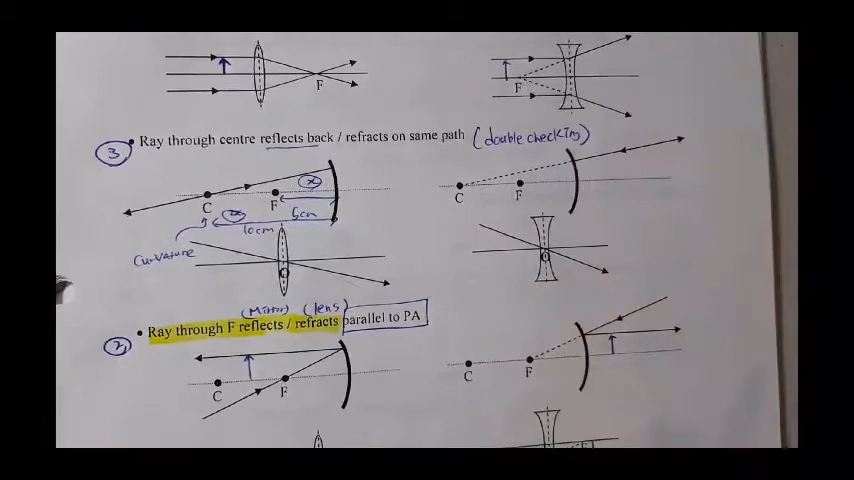 F
F
③ • Ray through centre reflects back / refracts on same path (double checking)
C F x
C F
x 5cm
10cm
Curvature
O
O
(Mirror) (lens)
② • Ray through F reflects / refracts parallel to PA
C F
C F